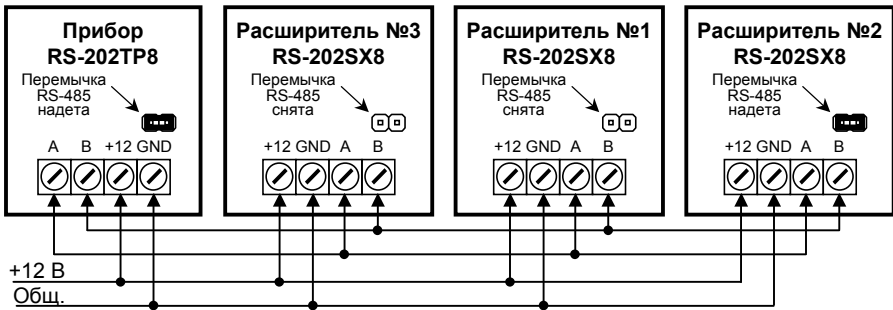 Прибор
RS-202TP8
Перемычка
RS-485
надета
A B +12 GND
Расширитель №3
RS-202SX8
Перемычка
RS-485
снята
+12 GND A B
Расширитель №1
RS-202SX8
Перемычка
RS-485
снята
+12 GND A B
Расширитель №2
RS-202SX8
Перемычка
RS-485
надета
+12 GND A B
+12 В
Общ.